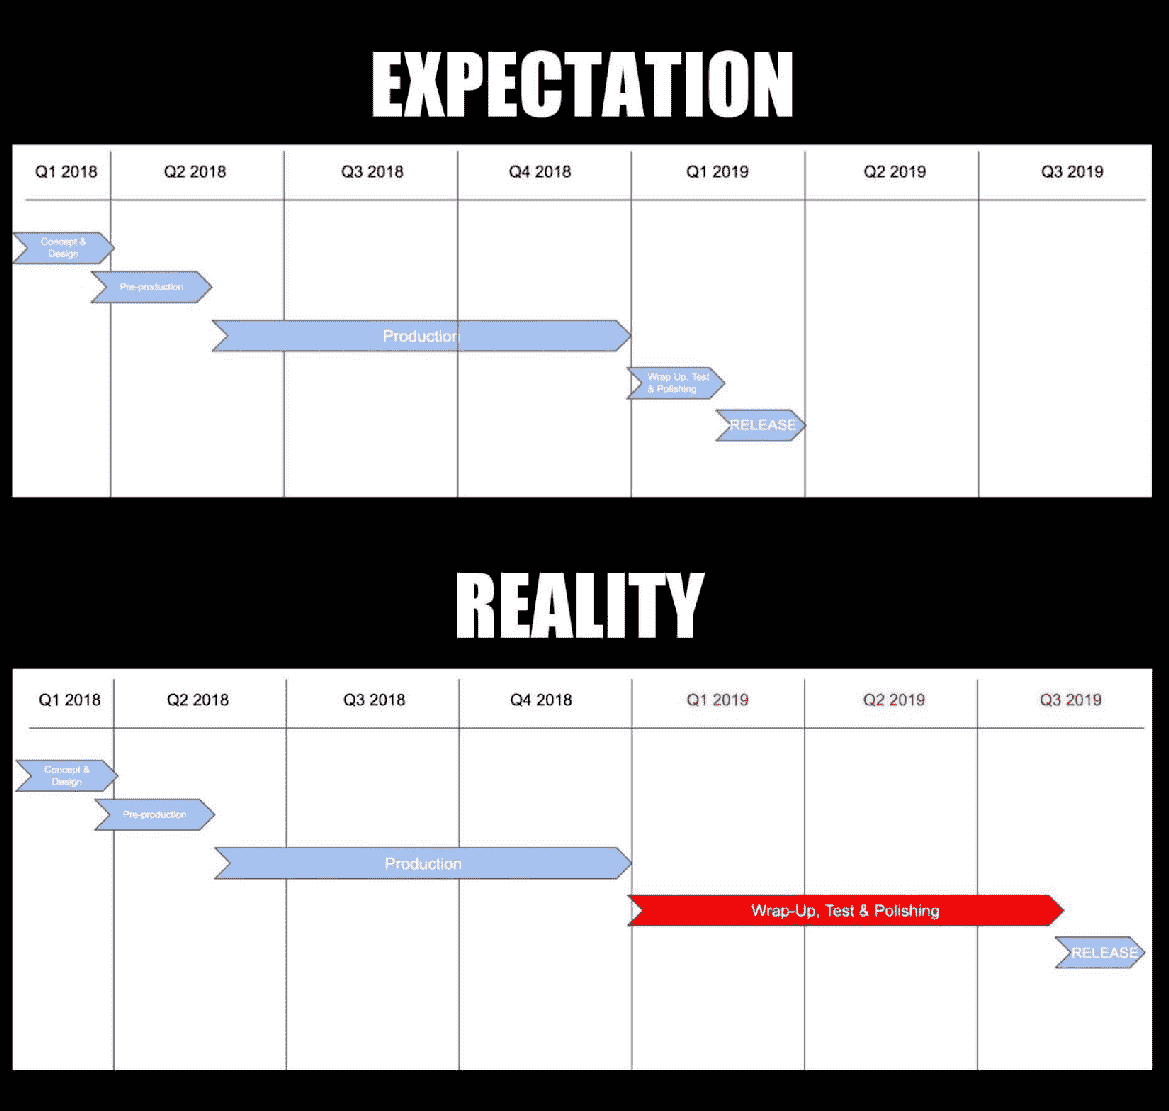 EXPECTATION
Q1 2018 Q2 2018 Q3 2018 Q4 2018 Q1 2019 Q2 2019 Q3 2019
Concept &
Design
Pre-production
Production
Wrap Up, Test
& Polishing
RELEASE
REALITY
Q1 2018 Q2 2018 Q3 2018 Q4 2018 Q1 2019 Q2 2019 Q3 2019
Concept &
Design
Pre-production
Production
Wrap-Up, Test & Polishing
RELEASE